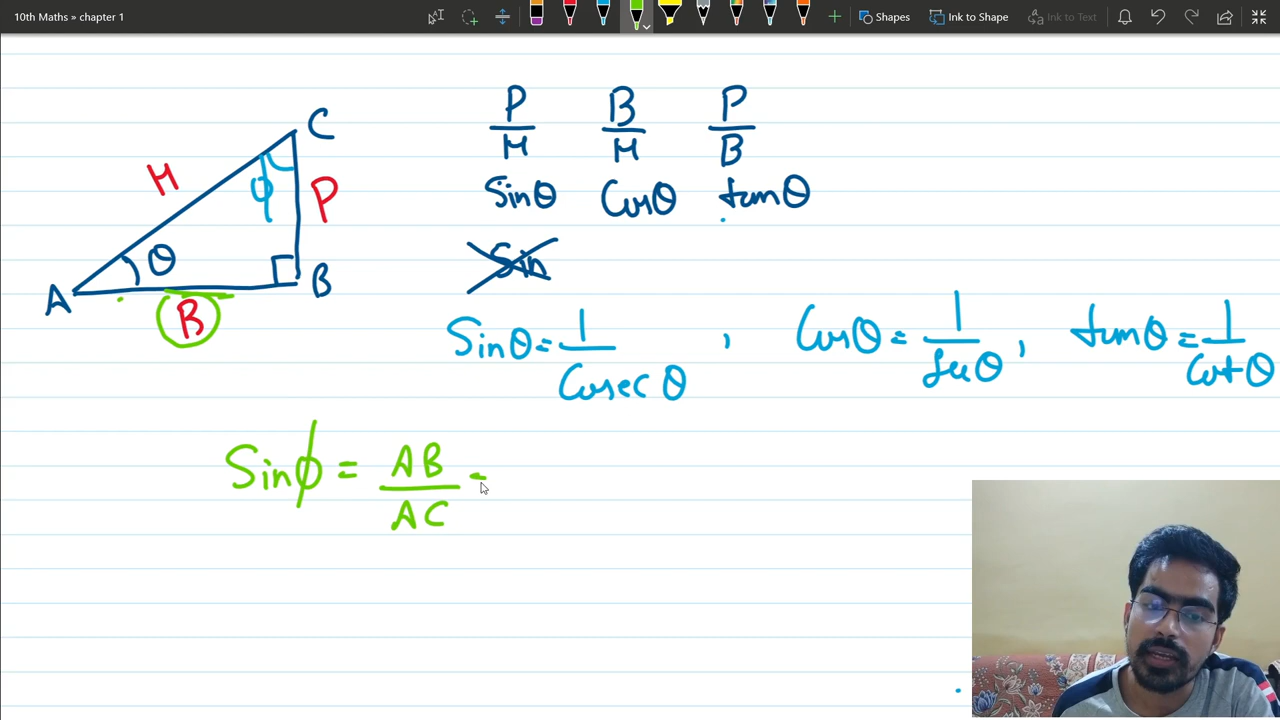 10th Maths » chapter 1
Shapes Ink to Shape Ink to Text
C
H
ϕ
P
θ
A
B
B
P/H B/H P/B
Sinθ Cosθ tanθ
Sin
Sinθ = 1/Cosec θ , Cosθ = 1/Secθ , tanθ = 1/Cotθ
Sinϕ = AB/AC =